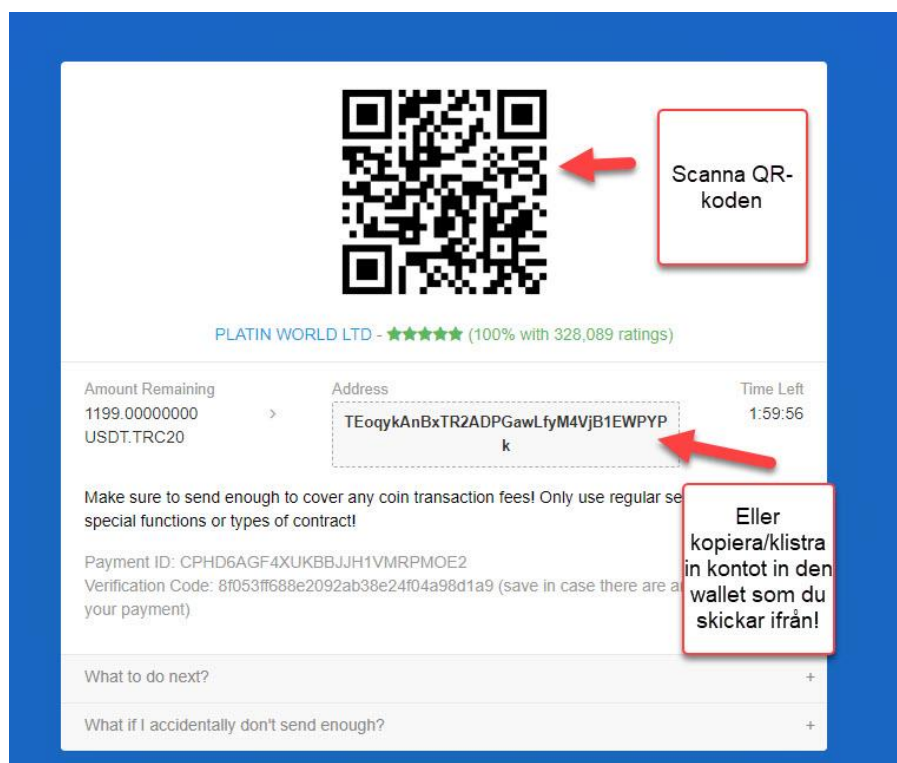 Scanna QR-
koden
PLATIN WORLD LTD - ★★★★★ (100% with 328,089 ratings)
Amount Remaining
1199.00000000
USDT.TRC20
>
Address
TEoqykAnBxTR2ADPGawLfyM4VjB1EWPYP
k
Time Left
1:59:56
Make sure to send enough to cover any coin transaction fees! Only use regular
special functions or types of contract!
Payment ID: CPHD6AGF4XUKBBJJH1VMRPMOE2
Verification Code: 8f053ff688e2092ab38e24f04a98d1a9 (save in case there are
your payment)
Eller
kopiera/klistra
in kontot in den
wallet som du
skickar ifrån!
What to do next?
+
What if I accidentally don't send enough?
+